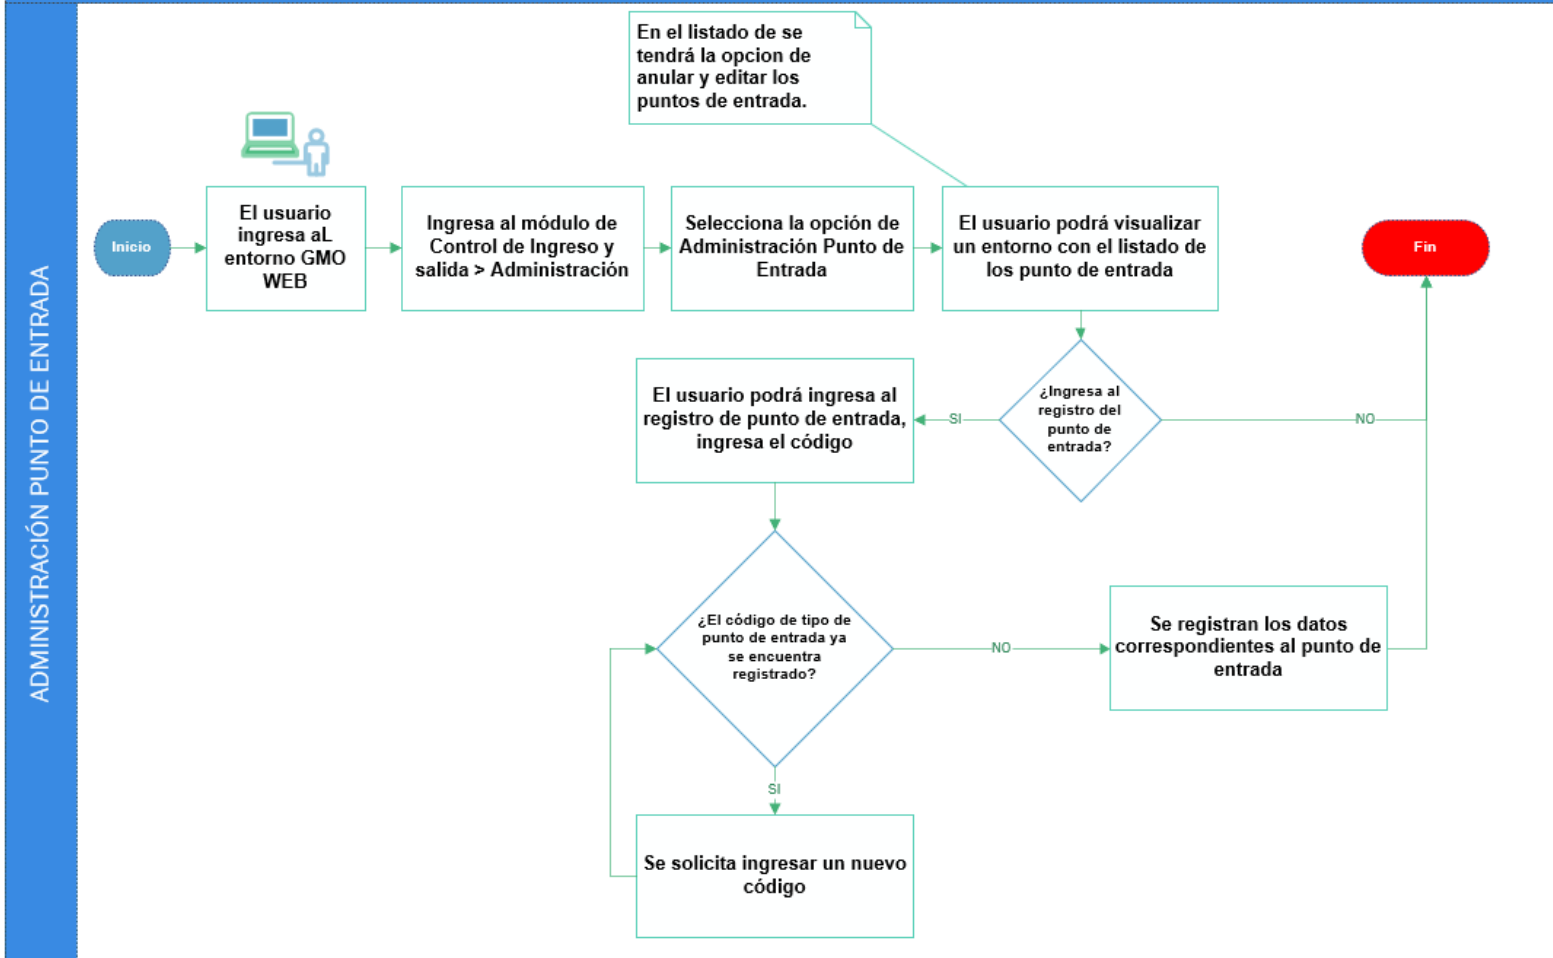 ADMINISTRACIÓN PUNTO DE ENTRADA
En el listado de se
tendrá la opcion de
anular y editar los
puntos de entrada.
Inicio
El usuario
ingresa aL
entorno GMO
WEB
Ingresa al módulo de
Control de Ingreso y
salida > Administración
Selecciona la opción de
Administración Punto de
Entrada
El usuario podrá visualizar
un entorno con el listado de
los punto de entrada
Fin
¿Ingresa al
registro del
punto de
entrada?
SI
NO
El usuario podrá ingresa al
registro de punto de entrada,
ingresa el código
¿El código de tipo de
punto de entrada ya
se encuentra
registrado?
NO
Se registran los datos
correspondientes al punto de
entrada
SI
Se solicita ingresar un nuevo
código